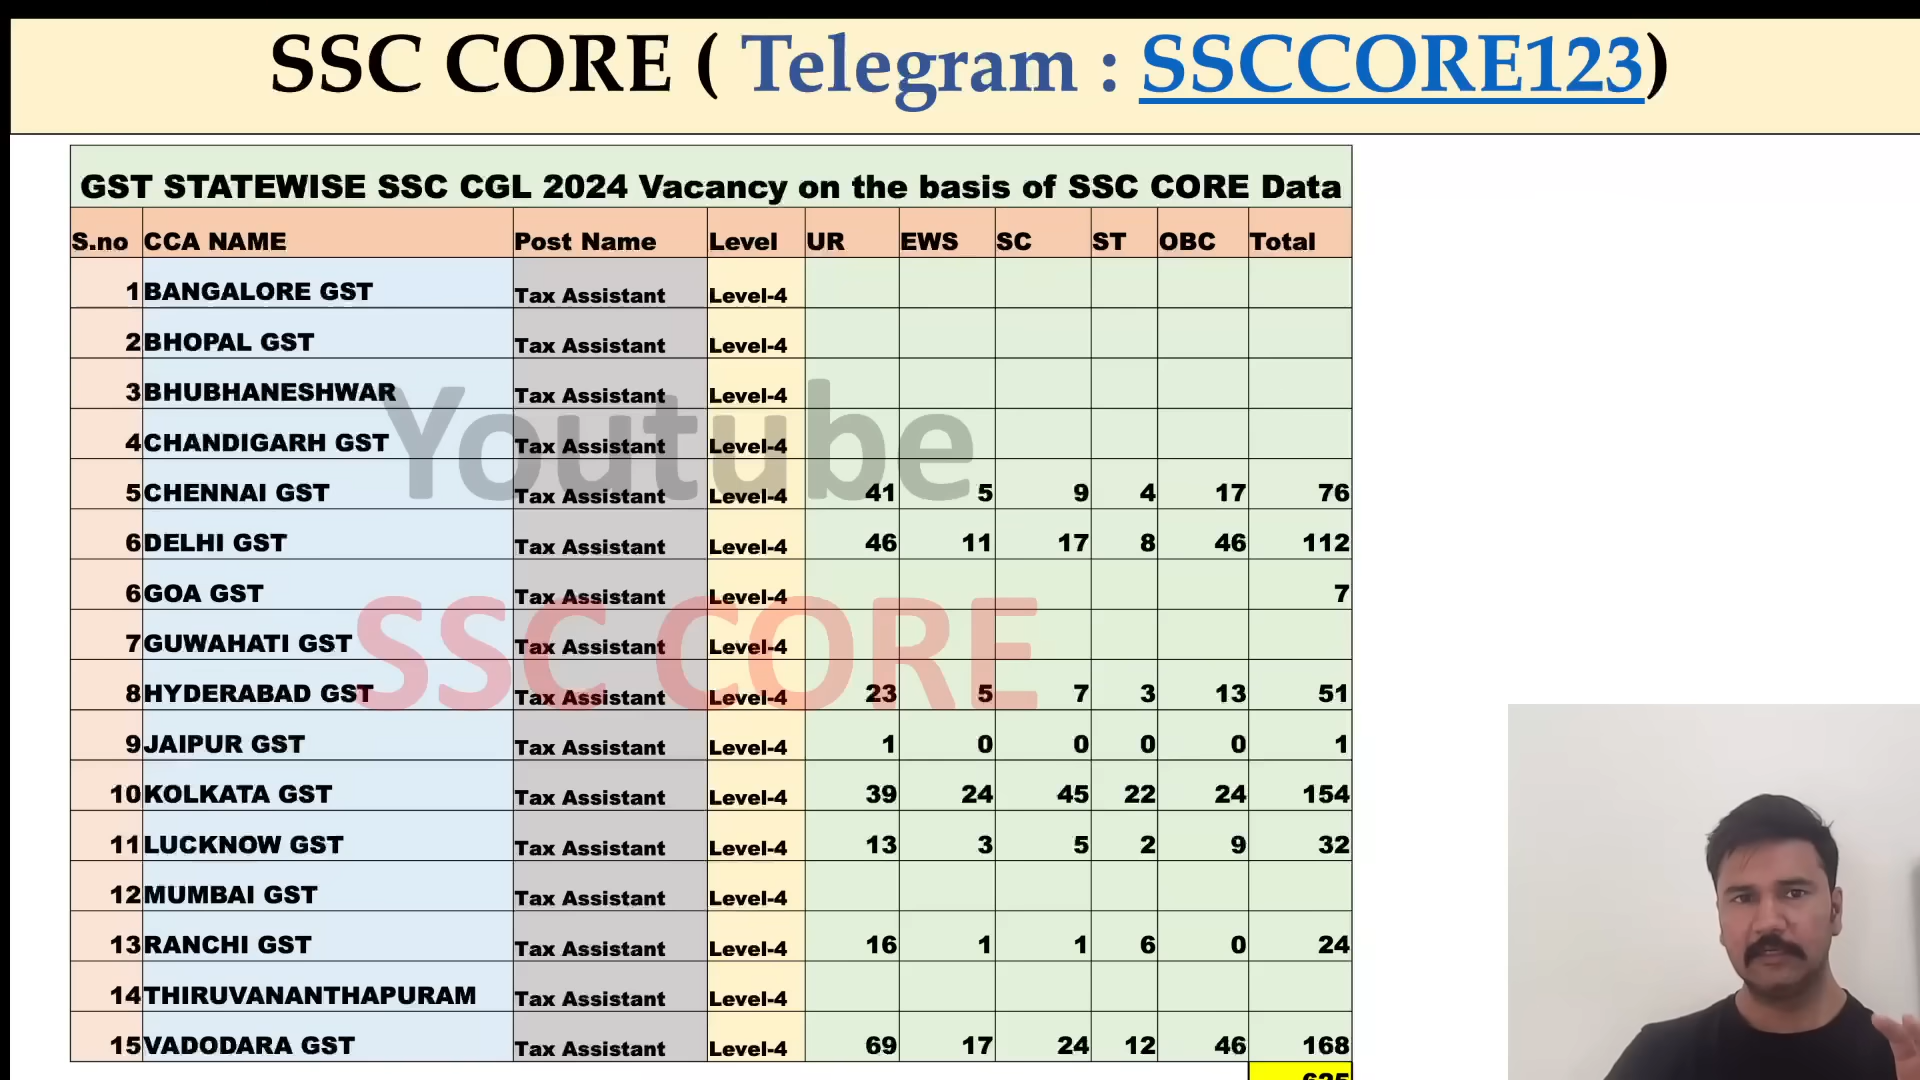 SSC CORE ( Telegram : SSCCORE123)
GST STATEWISE SSC CGL 2024 Vacancy on the basis of SSC CORE Data
S.no CCA NAME Post Name Level UR EWS SC ST OBC Total
1 BANGALORE GST Tax Assistant Level-4
2 BHOPAL GST Tax Assistant Level-4
3 BHUBHANESHWAR Tax Assistant Level-4
4 CHANDIGARH GST Tax Assistant Level-4
Youtube
5 CHENNAI GST Tax Assistant Level-4 41 5 9 4 17 76
6 DELHI GST Tax Assistant Level-4 46 11 17 8 46 112
6 GOA GST Tax Assistant Level-4 7
7 GUWAHATI GST Tax Assistant Level-4
SSC CORE
8 HYDERABAD GST Tax Assistant Level-4 23 5 7 3 13 51
9 JAIPUR GST Tax Assistant Level-4 1 0 0 0 0 1
10 KOLKATA GST Tax Assistant Level-4 39 24 45 22 24 154
11 LUCKNOW GST Tax Assistant Level-4 13 3 5 2 9 32
12 MUMBAI GST Tax Assistant Level-4
13 RANCHI GST Tax Assistant Level-4 16 1 1 6 0 24
14 THIRUVANANTHAPURAM Tax Assistant Level-4
15 VADODARA GST Tax Assistant Level-4 69 17 24 12 46 168